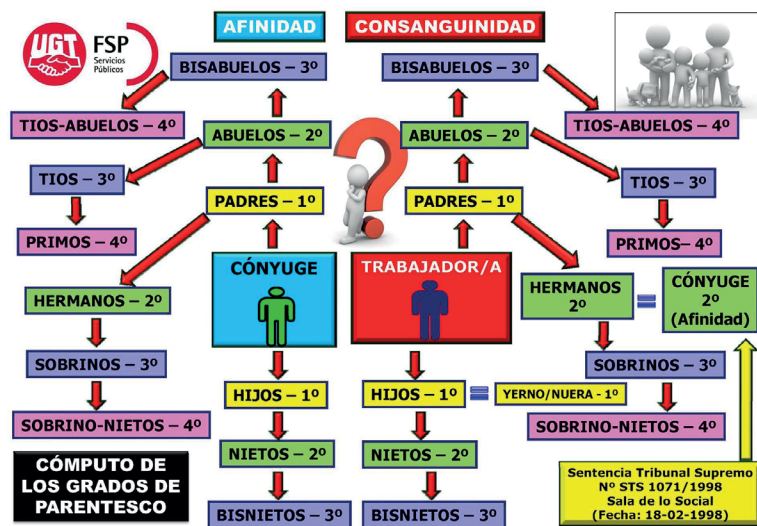 UGT
FSP
Servicios
Públicos
AFINIDAD
CONSANGUINIDAD
BISABUELOS – 3º
BISABUELOS – 3º
TIOS-ABUELOS – 4º
ABUELOS – 2º
ABUELOS – 2º
TIOS-ABUELOS – 4º
TIOS – 3º
PADRES – 1º
PADRES – 1º
TIOS – 3º
PRIMOS – 4º
PRIMOS– 4º
CÓNYUGE
TRABAJADOR/A
HERMANOS – 2º
HERMANOS
2º
CÓNYUGE
2º
(Afinidad)
SOBRINOS – 3º
SOBRINOS – 3º
HIJOS – 1º
HIJOS – 1º
YERNO/NUERA - 1º
SOBRINO-NIETOS – 4º
SOBRINO-NIETOS – 4º
NIETOS – 2º
NIETOS – 2º
CÓMPUTO DE
LOS GRADOS DE
PARENTESCO
BISNIETOS – 3º
BISNIETOS – 3º
Sentencia Tribunal Supremo
Nº STS 1071/1998
Sala de lo Social
(Fecha: 18-02-1998)